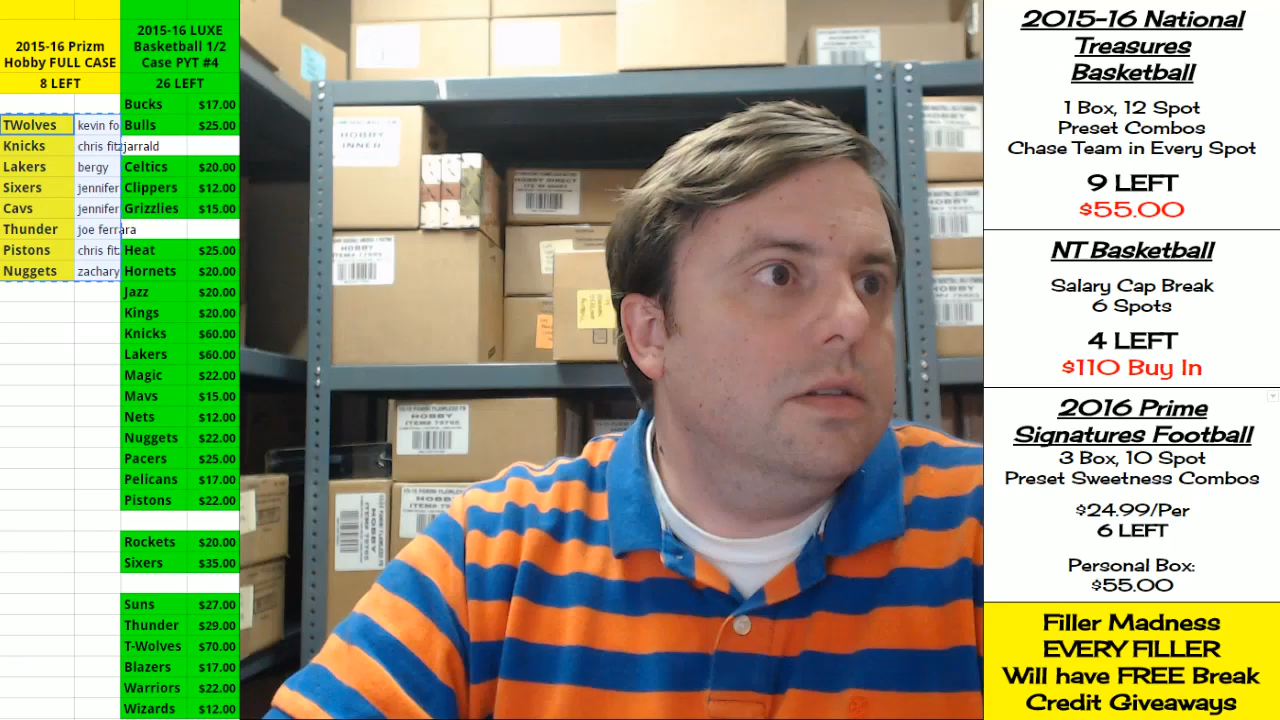 2015-16 Prizm
Hobby FULL CASE
8 LEFT
TWolves kevin fo
Knicks chris fitzjarrald
Lakers bergy
Sixers jennifer
Cavs jennifer
Thunder joe ferrara
Pistons chris fit
Nuggets zachary
2015-16 LUXE
Basketball 1/2
Case PYT #4
26 LEFT
Bucks $17.00
Bulls $25.00
Celtics $20.00
Clippers $12.00
Grizzlies $15.00
Heat $25.00
Hornets $20.00
Jazz $20.00
Kings $20.00
Knicks $60.00
Lakers $60.00
Magic $22.00
Mavs $15.00
Nets $12.00
Nuggets $22.00
Pacers $25.00
Pelicans $17.00
Pistons $22.00
Rockets $20.00
Sixers $35.00
Suns $27.00
Thunder $29.00
T-Wolves $70.00
Blazers $17.00
Warriors $22.00
Wizards $12.00
HOBBY
INNER
HOBBY DIRECT
HOBBY
HOBBY
HOBBY
2015-16 National
Treasures
Basketball
1 Box, 12 Spot
Preset Combos
Chase Team in Every Spot
9 LEFT
$55.00
NT Basketball
Salary Cap Break
6 Spots
4 LEFT
$110 Buy In
2016 Prime
Signatures Football
3 Box, 10 Spot
Preset Sweetness Combos
$24.99/Per
6 LEFT
Personal Box:
$55.00
Filler Madness
EVERY FILLER
Will have FREE Break
Credit Giveaways